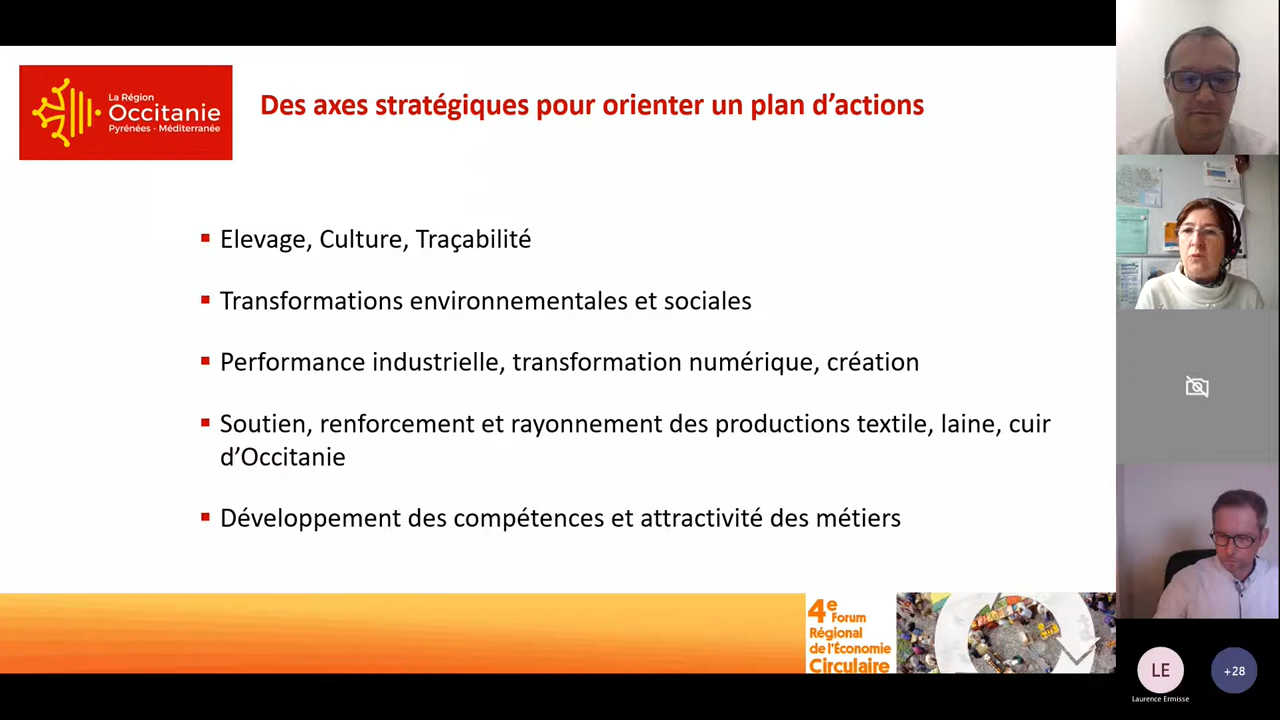 La Région
Occitanie
Pyrénées - Méditerranée
Des axes stratégiques pour orienter un plan d’actions
Elevage, Culture, Traçabilité
Transformations environnementales et sociales
Performance industrielle, transformation numérique, création
Soutien, renforcement et rayonnement des productions textile, laine, cuir
d’Occitanie
Développement des compétences et attractivité des métiers
4e Forum
Régional
de l'Économie
Circulaire
LE
Laurence Ermisse
+28